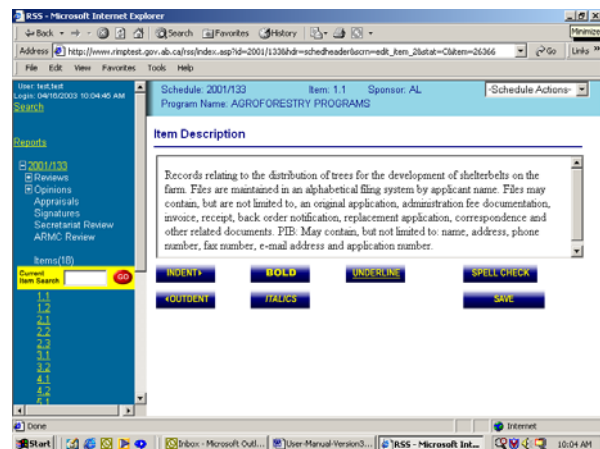 RSS - Microsoft Internet Explorer
Back Search Favorites History
Minimize
Address http://www.rimptest.gov.ab.ca/rss/index.asp?id=2001/133&hdr=schedheader&scrn=edit_item_2&stat=C&item=26366 Go Links »
File Edit View Favorites Tools Help
User: test,test
Login: 04/16/2003 10:04:46 AM
Search
Reports
2001/133
Reviews
Opinions
Appraisals
Signatures
Secretariat Review
ARMC Review
Items(18)
Current
Item Search GO
1.1
1.2
2.1
2.2
2.3
3.1
3.2
4.1
4.2
5.1
Schedule: 2001/133 Item: 1.1 Sponsor: AL -Schedule Actions-
Program Name: AGROFORESTRY PROGRAMS
Item Description
Records relating to the distribution of trees for the development of shelterbelts on the
farm. Files are maintained in an alphabetical filing system by applicant name. Files may
contain, but are not limited to, an original application, administration fee documentation,
invoice, receipt, back order notification, replacement application, correspondence and
other related documents. PIB: May contain, but not limited to: name, address, phone
number, fax number, e-mail address and application number.
INDENT BOLD UNDERLINE SPELL CHECK
OUTDENT ITALICS SAVE
Done Internet
Start Inbox - Microsoft Outl... User-Manual-Version3... RSS - Microsoft Int... 10:04 AM